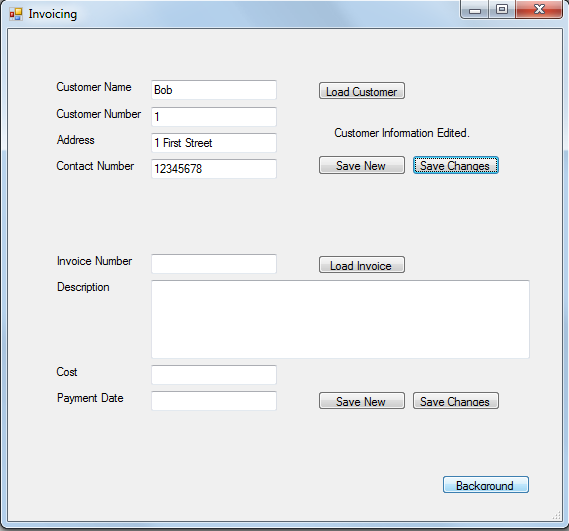 Invoicing
Customer Name Bob Load Customer
Customer Number 1
Customer Information Edited.
Address 1 First Street
Contact Number 12345678 Save New Save Changes
Invoice Number Load Invoice
Description
Cost
Payment Date Save New Save Changes
Background